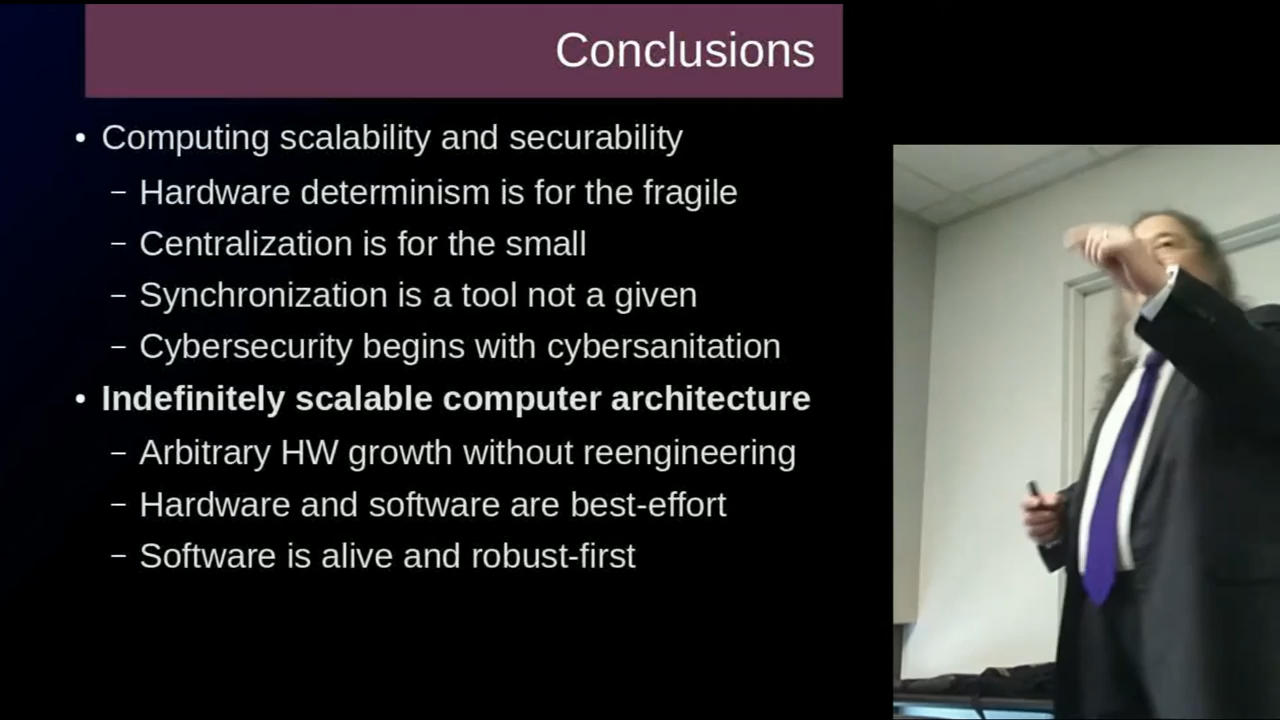 Conclusions
• Computing scalability and securability
– Hardware determinism is for the fragile
– Centralization is for the small
– Synchronization is a tool not a given
– Cybersecurity begins with cybersanitation
• Indefinitely scalable computer architecture
– Arbitrary HW growth without reengineering
– Hardware and software are best-effort
– Software is alive and robust-first